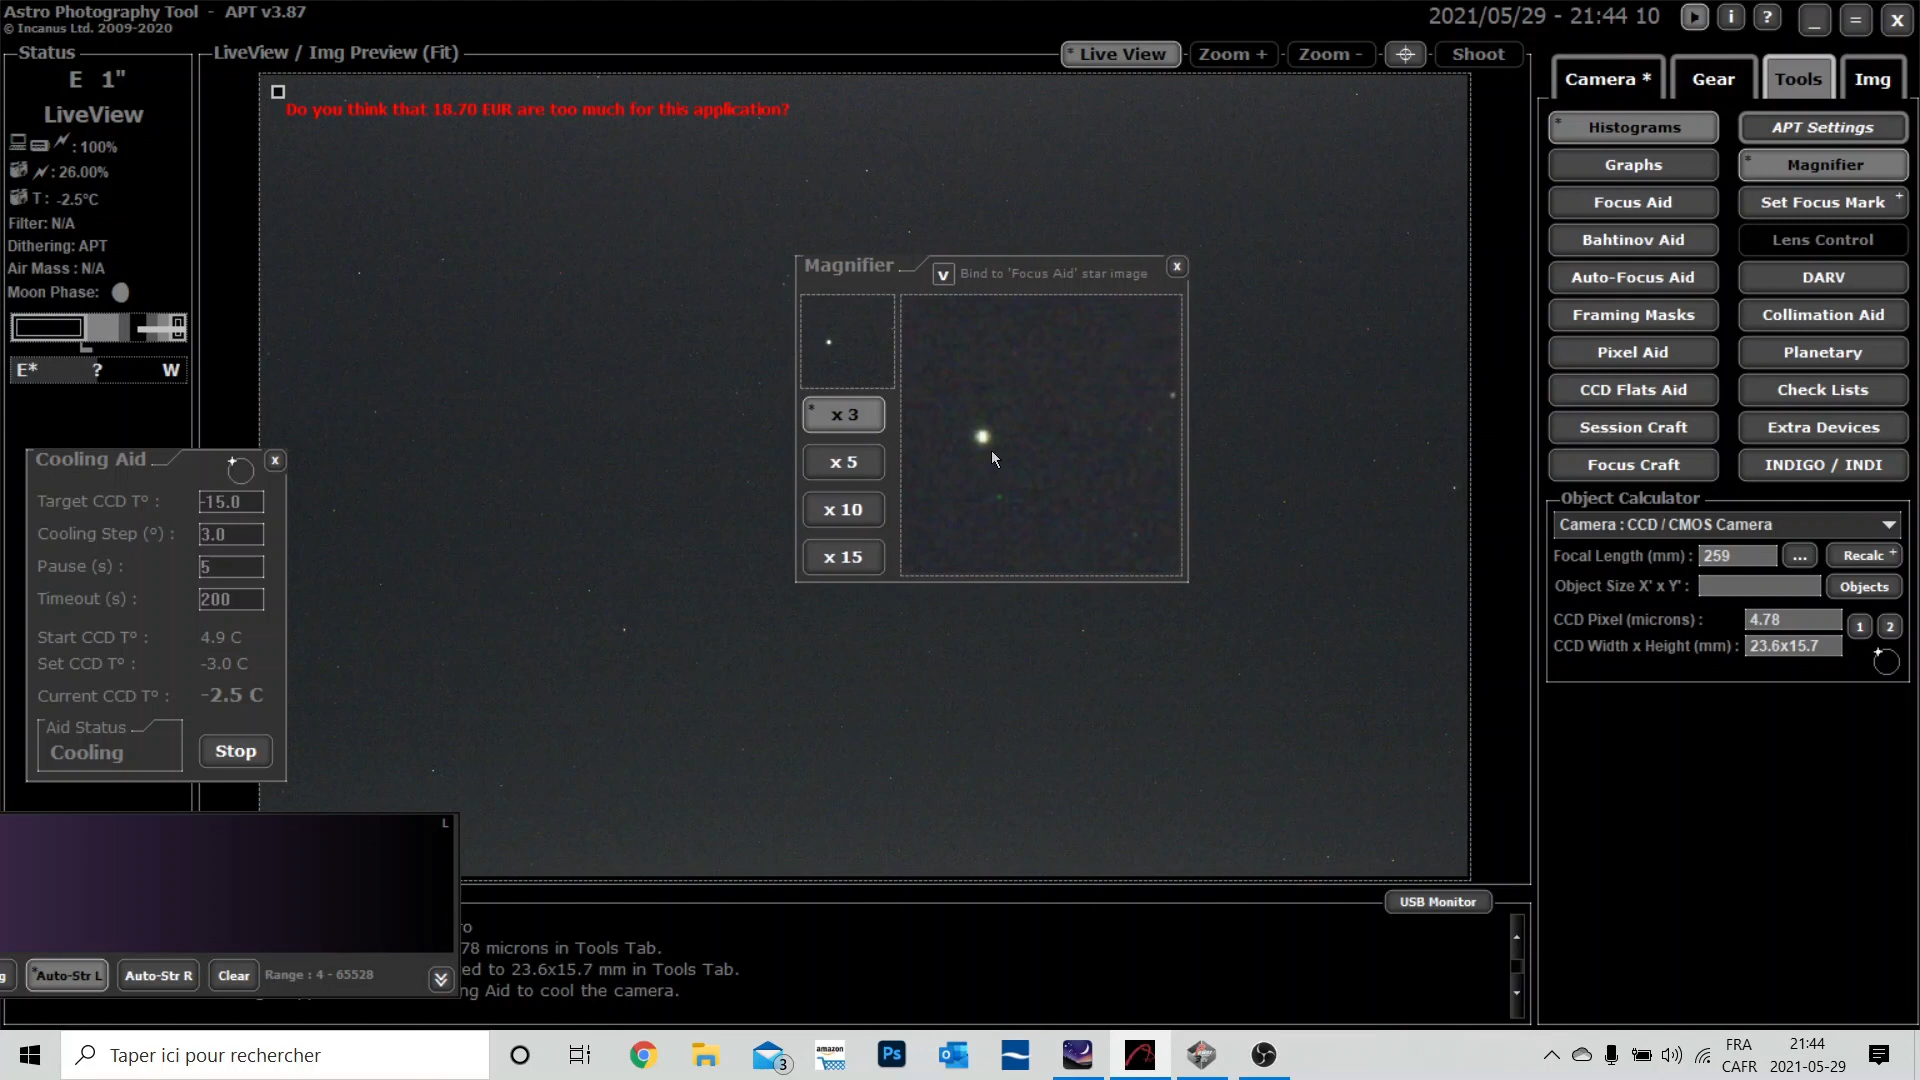 Astro Photography Tool - APT v3.87
© Incanus Ltd. 2009-2020
2021/05/29 - 21:44 10
i
?
_
=
x
Status
E 1"
LiveView
: 100%
: 26.00%
T : -2.5°C
Filter: N/A
Dithering: APT
Air Mass : N/A
Moon Phase:
E* ? W
LiveView / Img Preview (Fit)
* Live View
Zoom +
Zoom -
Shoot
Do you think that 18.70 EUR are too much for this application?
Magnifier
v Bind to 'Focus Aid' star image
x
* x 3
x 5
x 10
x 15
Cooling Aid
x
Target CCD T° : -15.0
Cooling Step (°) : 3.0
Pause (s) : 5
Timeout (s) : 200
Start CCD T° : 4.9 C
Set CCD T° : -3.0 C
Current CCD T° : -2.5 C
Aid Status
Cooling
Stop
L
g
*Auto-Str L
Auto-Str R
Clear
Range : 4 - 65528
USB Monitor
ro
78 microns in Tools Tab.
ed to 23.6x15.7 mm in Tools Tab.
ng Aid to cool the camera.
Camera *
Gear
Tools
Img
* Histograms
APT Settings
Graphs
* Magnifier
Focus Aid
Set Focus Mark +
Bahtinov Aid
Lens Control
Auto-Focus Aid
DARV
Framing Masks
Collimation Aid
Pixel Aid
Planetary
CCD Flats Aid
Check Lists
Session Craft
Extra Devices
Focus Craft
INDIGO / INDI
Object Calculator
Camera : CCD / CMOS Camera
Focal Length (mm) : 259 ... Recalc +
Object Size X' x Y' : Objects
CCD Pixel (microns) : 4.78
1 2
CCD Width x Height (mm) : 23.6x15.7
Taper ici pour rechercher
3
amazon
Ps
FRA
CAFR
21:44
2021-05-29